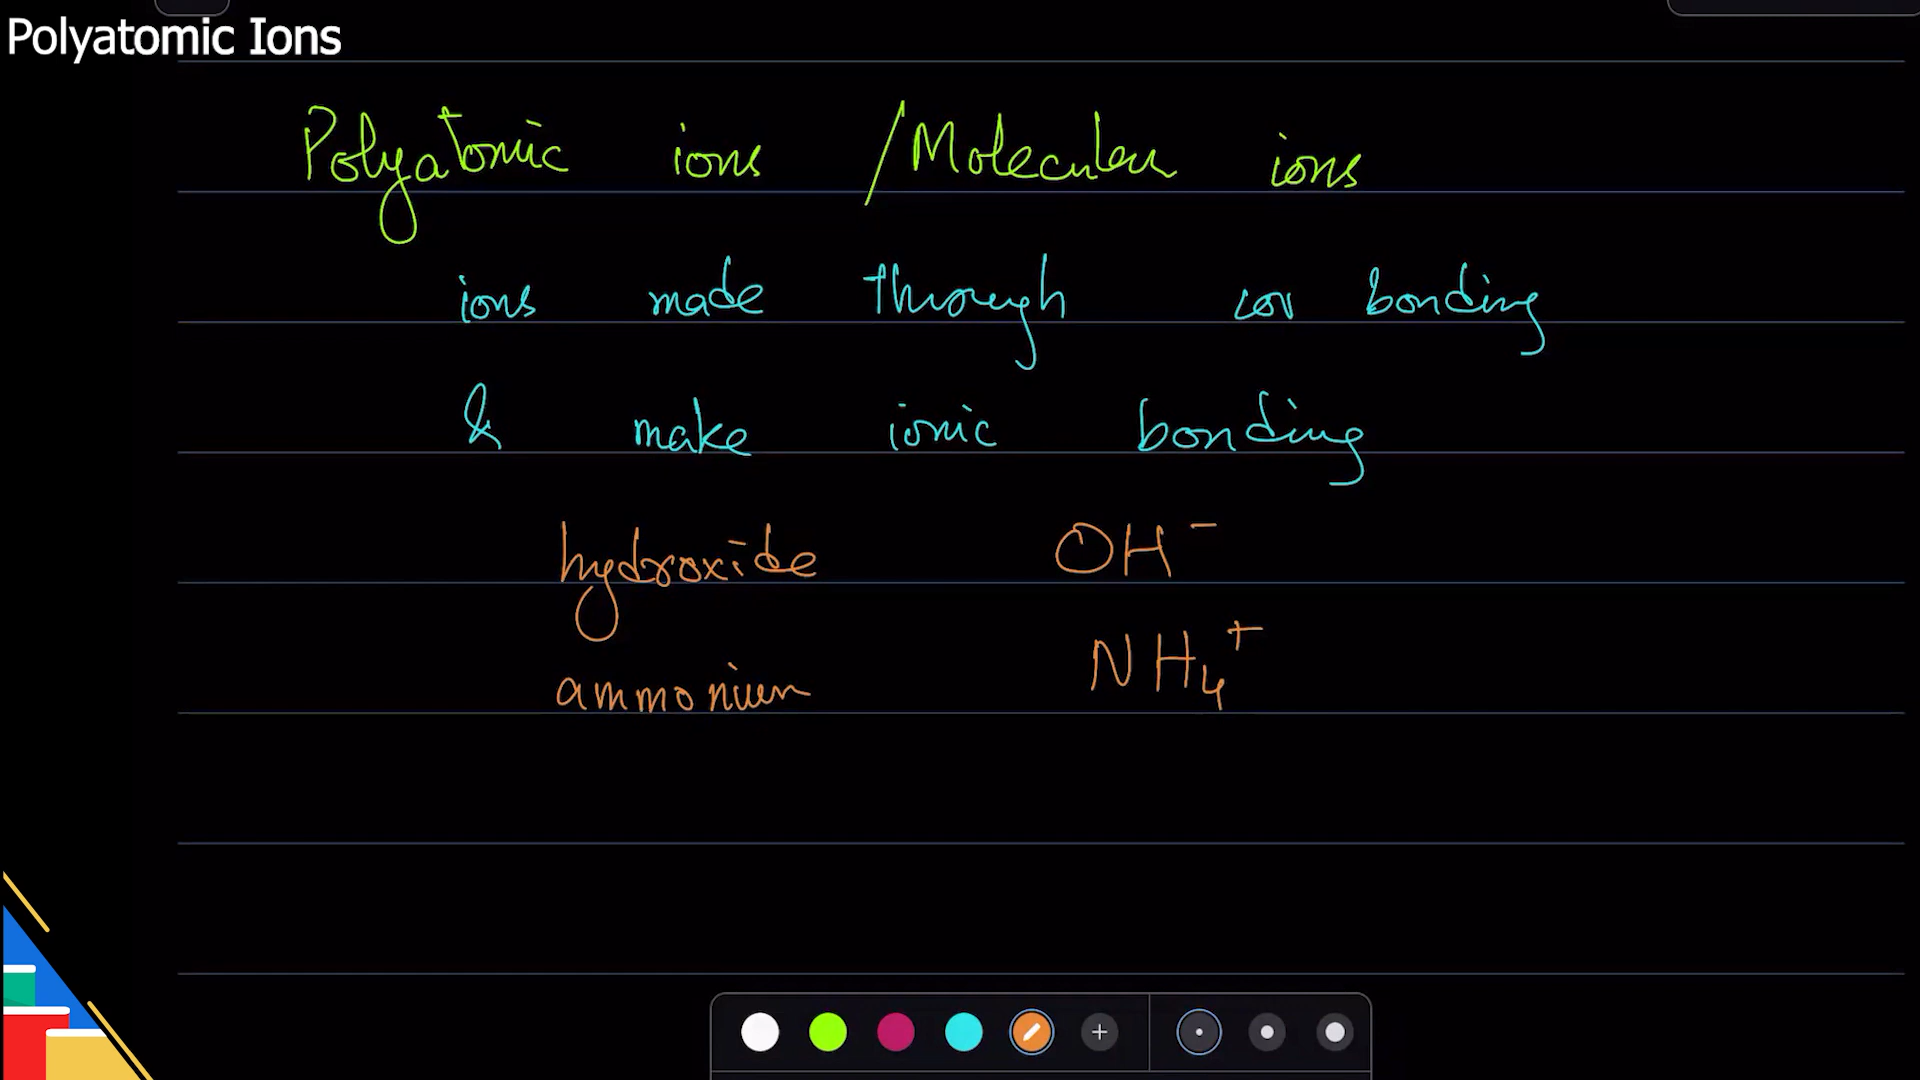 Polyatomic Ions
Polyatomic ions / Molecular ions
ions made through cov bonding
& make ionic bonding
hydroxide OH⁻
ammonium NH₄⁺